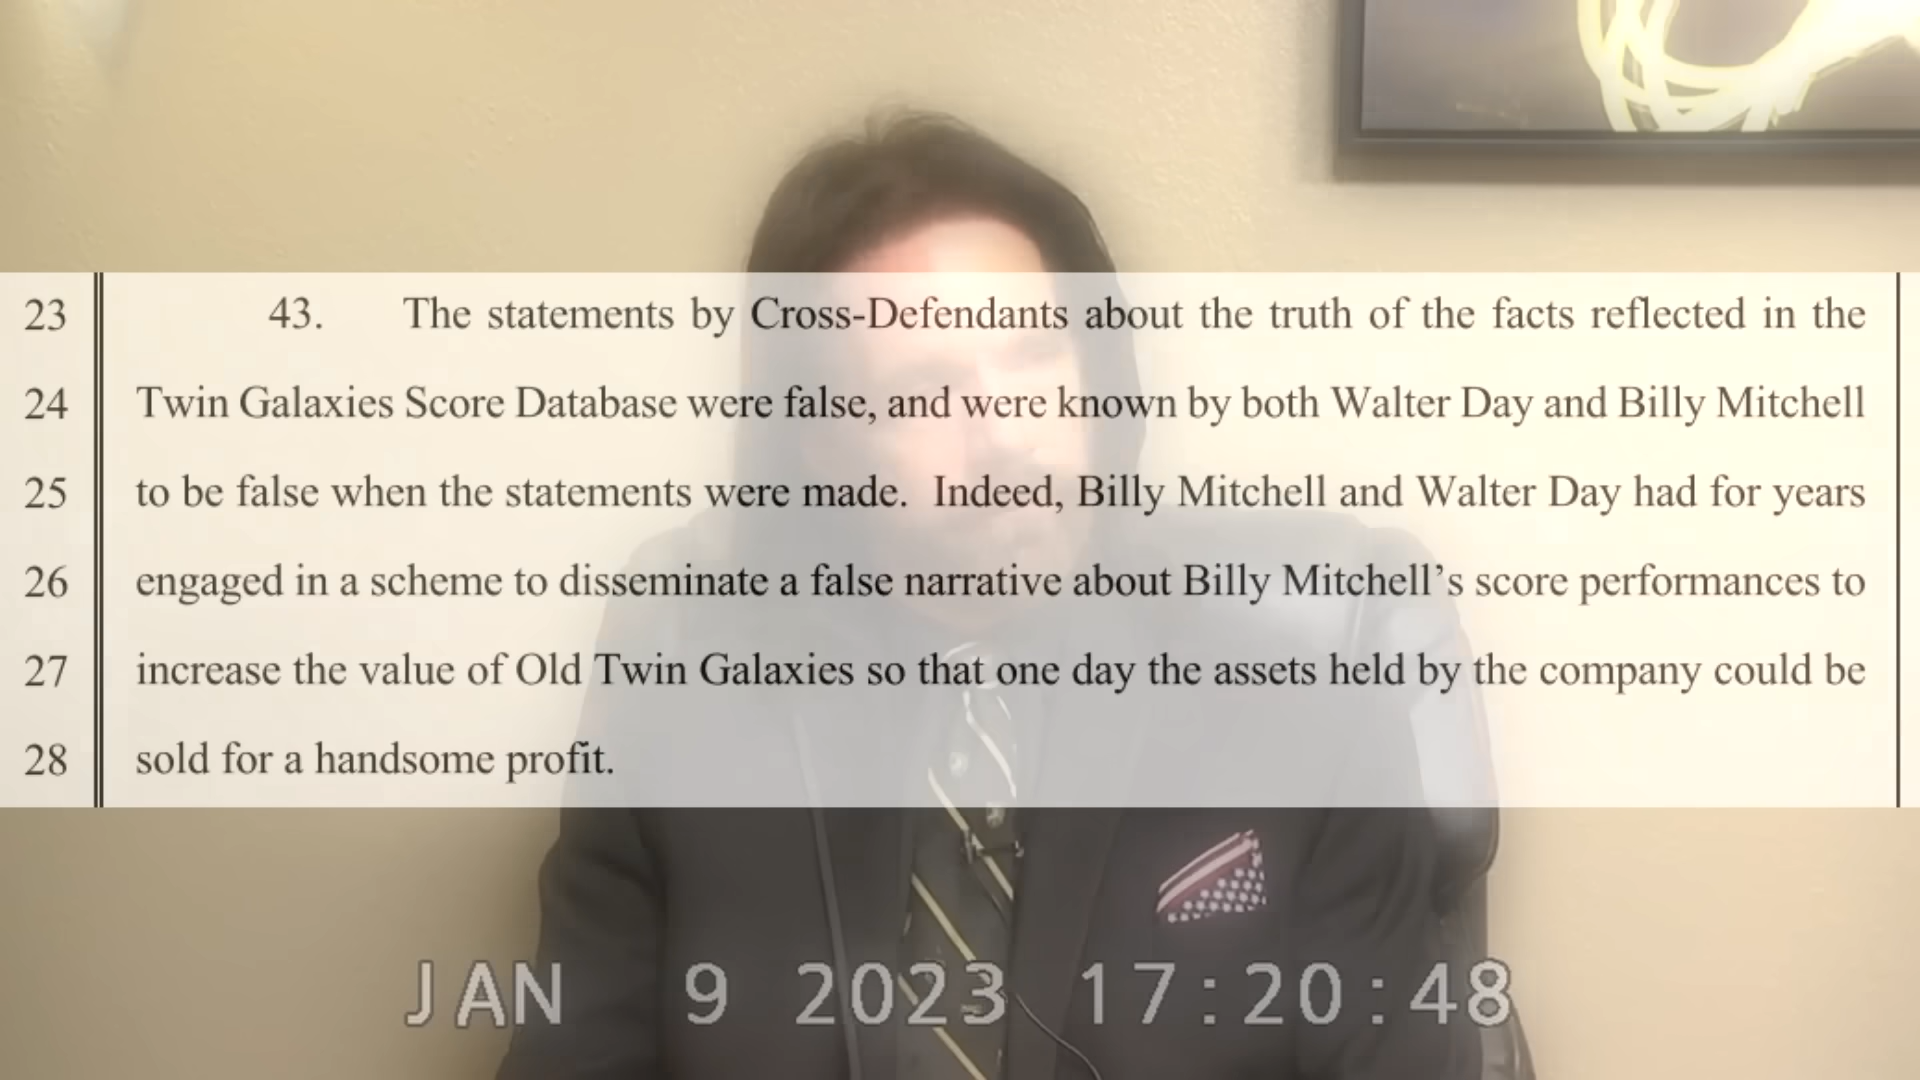 23 43. The statements by Cross-Defendants about the truth of the facts reflected in the
24 Twin Galaxies Score Database were false, and were known by both Walter Day and Billy Mitchell
25 to be false when the statements were made. Indeed, Billy Mitchell and Walter Day had for years
26 engaged in a scheme to disseminate a false narrative about Billy Mitchell’s score performances to
27 increase the value of Old Twin Galaxies so that one day the assets held by the company could be
28 sold for a handsome profit.
JAN 9 2023 17:20:48